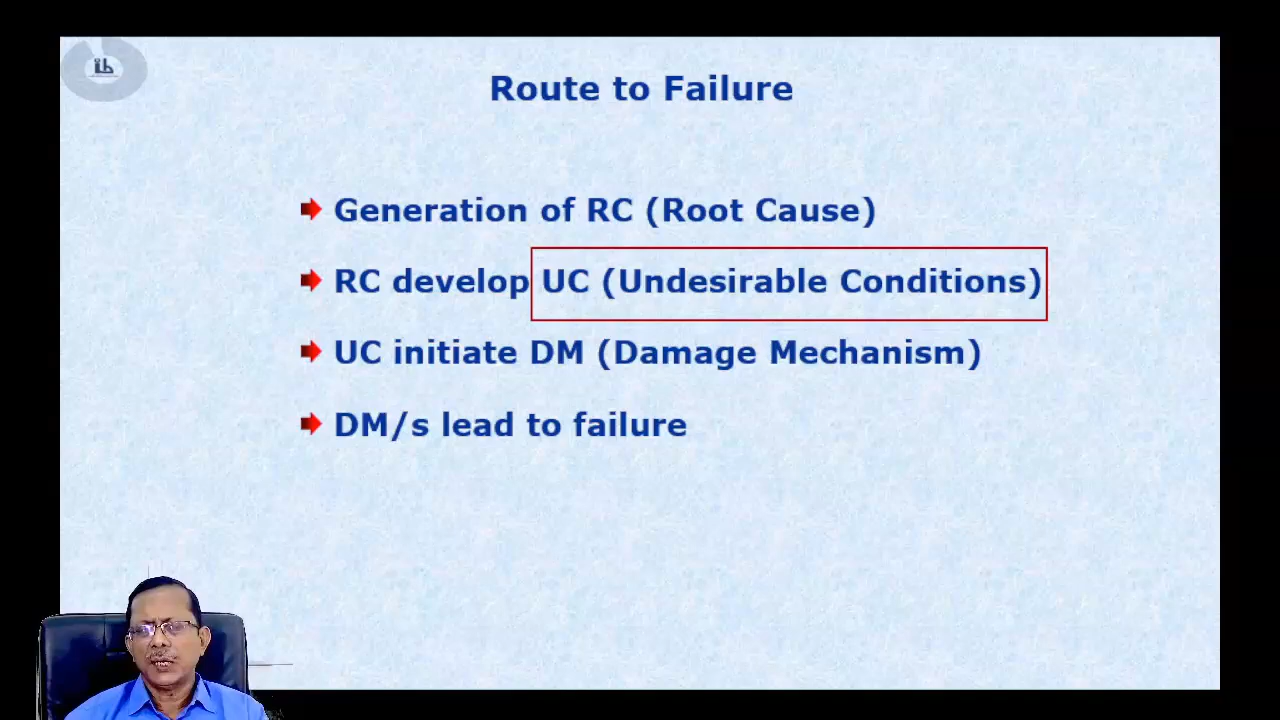 Route to Failure
Generation of RC (Root Cause)
RC develop UC (Undesirable Conditions)
UC initiate DM (Damage Mechanism)
DM/s lead to failure